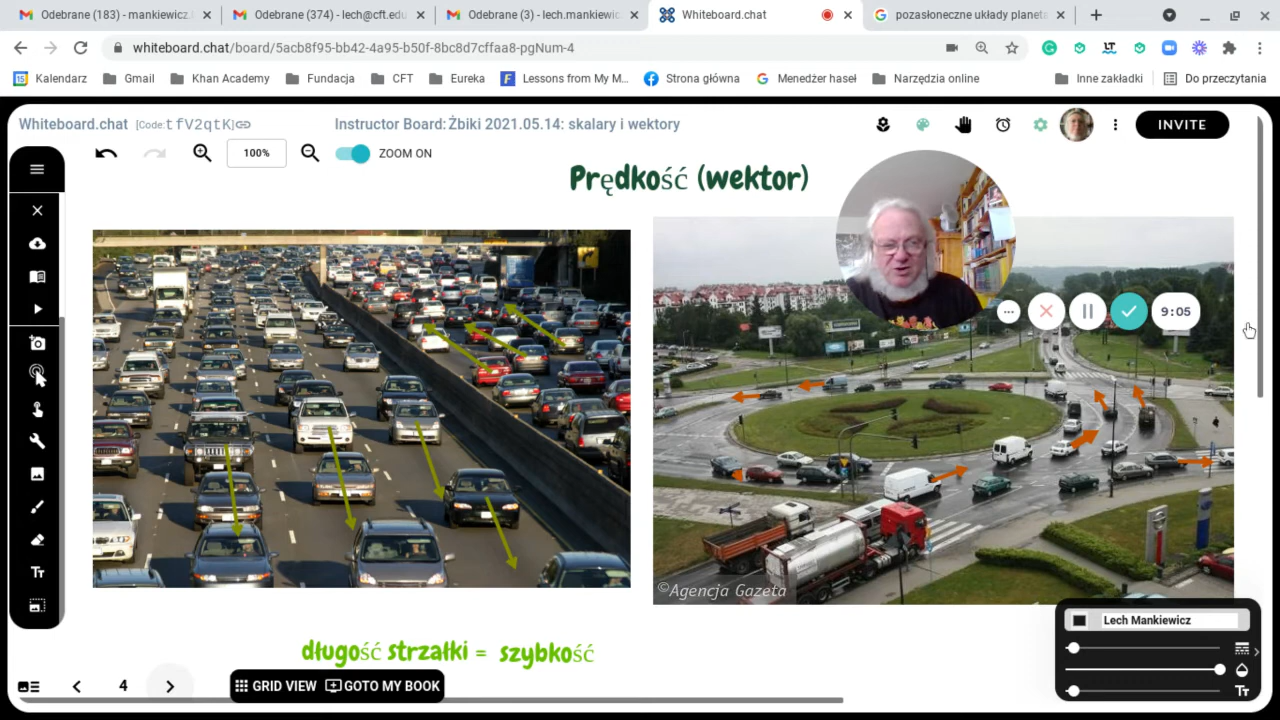 Odebrane (183) - mankiewicz.
Odebrane (374) - lech@cft.edu
Odebrane (3) - lech.mankiewic
Whiteboard.chat
pozasłoneczne układy planeta
whiteboard.chat/board/5acb8f95-bb42-4a95-b50f-8bc8d7cffaa8-pgNum-4
Kalendarz
Gmail
Khan Academy
Fundacja
CFT
Eureka
Lessons from My M...
Strona główna
Menedżer haseł
Narzędzia online
Inne zakładki
Do przeczytania
Whiteboard.chat [Code:tfV2qtK]
Instructor Board: Żbiki 2021.05.14: skalary i wektory
INVITE
100%
ZOOM ON
Prędkość (wektor)
9:05
©Agencja Gazeta
długość strzałki = szybkość
Lech Mankiewicz
4
GRID VIEW
GOTO MY BOOK
Tт
Tт